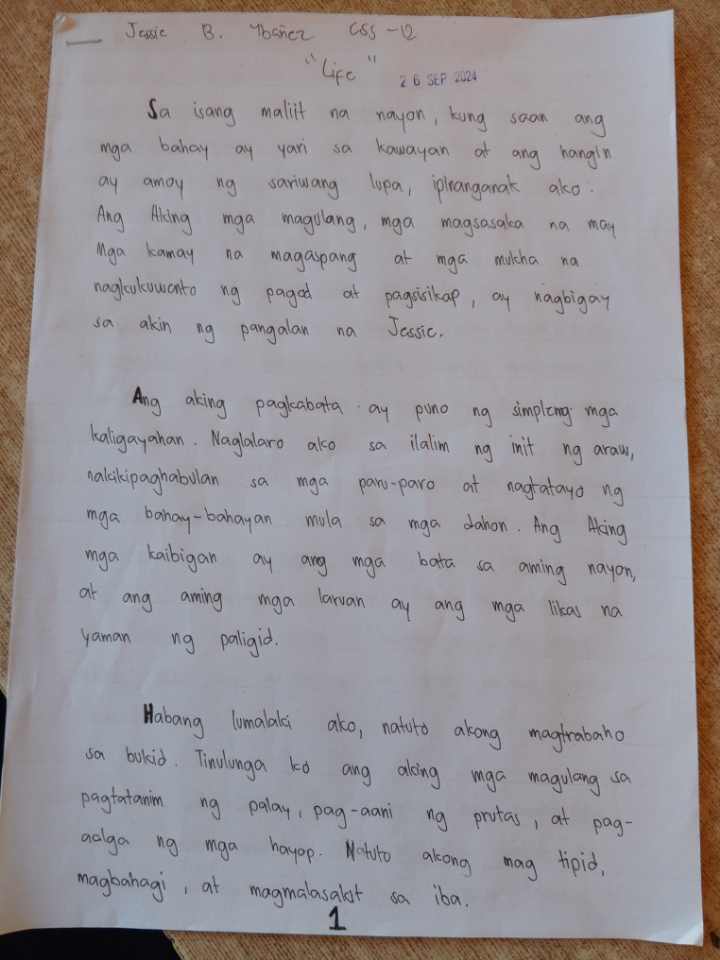 Jessie B. Ybañez CSS-12
"Life"
26 SEP 2024
Sa isang maliit na nayon, kung saan ang
mga bahay ay yari sa kawayan at ang hangin
ay amoy ng sariwang lupa, ipinanganak ako.
Ang Aking mga magulang, mga magsasaka na may
Mga kamay na magaspang at mga mukha na
nagkukuwento ng pagod at pagsisikap, ay nagbigay
sa akin ng pangalan na Jessie.
Ang aking pagkabata ay puno ng simpleng mga
kaligayahan. Naglalaro ako sa ilalim ng init ng araw,
nakikipaghabulan sa mga paru-paro at nagtatayo ng
mga bahay-bahayan mula sa mga dahon. Ang Aking
mga kaibigan ay ang mga bata sa aming nayon,
at ang aming mga laruan ay ang mga likas na
yaman ng paligid.
Habang lumalaki ako, natuto akong magtrabaho
sa bukid. Tinulunga ko ang aking mga magulang sa
pagtatanim ng palay, pag-aani ng prutas, at pag-
aalga ng mga hayop. Natuto akong mag tipid,
magbahagi, at magmalasakit sa iba.
1